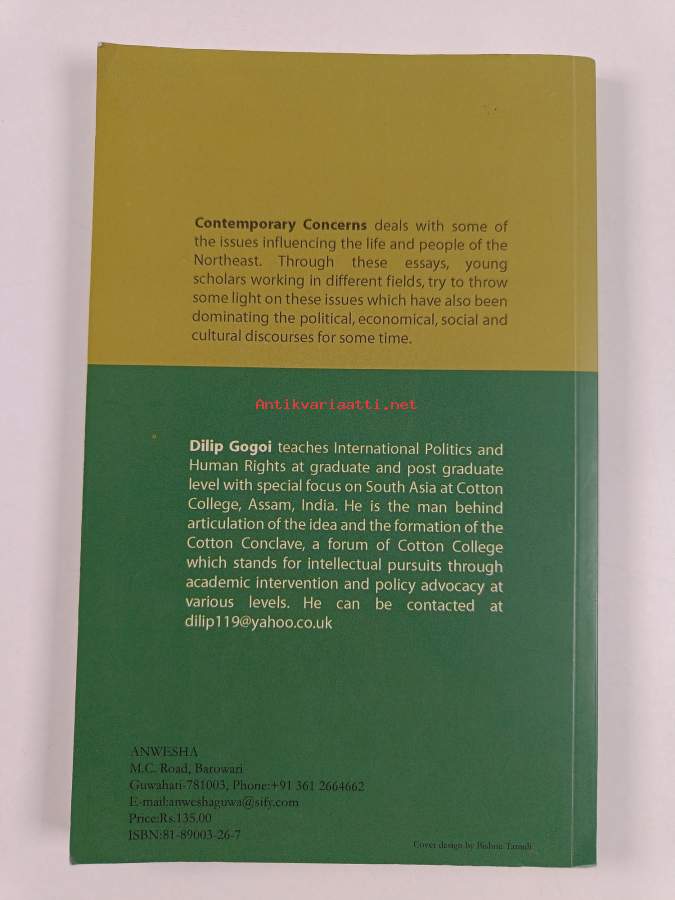 Contemporary Concerns deals with some of
the issues influencing the life and people of the
Northeast. Through these essays, young
scholars working in different fields, try to throw
some light on these issues which have also been
dominating the political, economical, social and
cultural discourses for some time.
Antikvariaatti.net
Dilip Gogoi teaches International Politics and
Human Rights at graduate and post graduate
level with special focus on South Asia at Cotton
College, Assam, India. He is the man behind
articulation of the idea and the formation of the
Cotton Conclave, a forum of Cotton College
which stands for intellectual pursuits through
academic intervention and policy advocacy at
various levels. He can be contacted at
dilip119@yahoo.co.uk
ANWESHA
M.C. Road, Barowari
Guwahati-781003, Phone:+91 361 2664662
E-mail:anweshaguwa@sify.com
Price:Rs.135.00
ISBN:81-89003-26-7
Cover design by